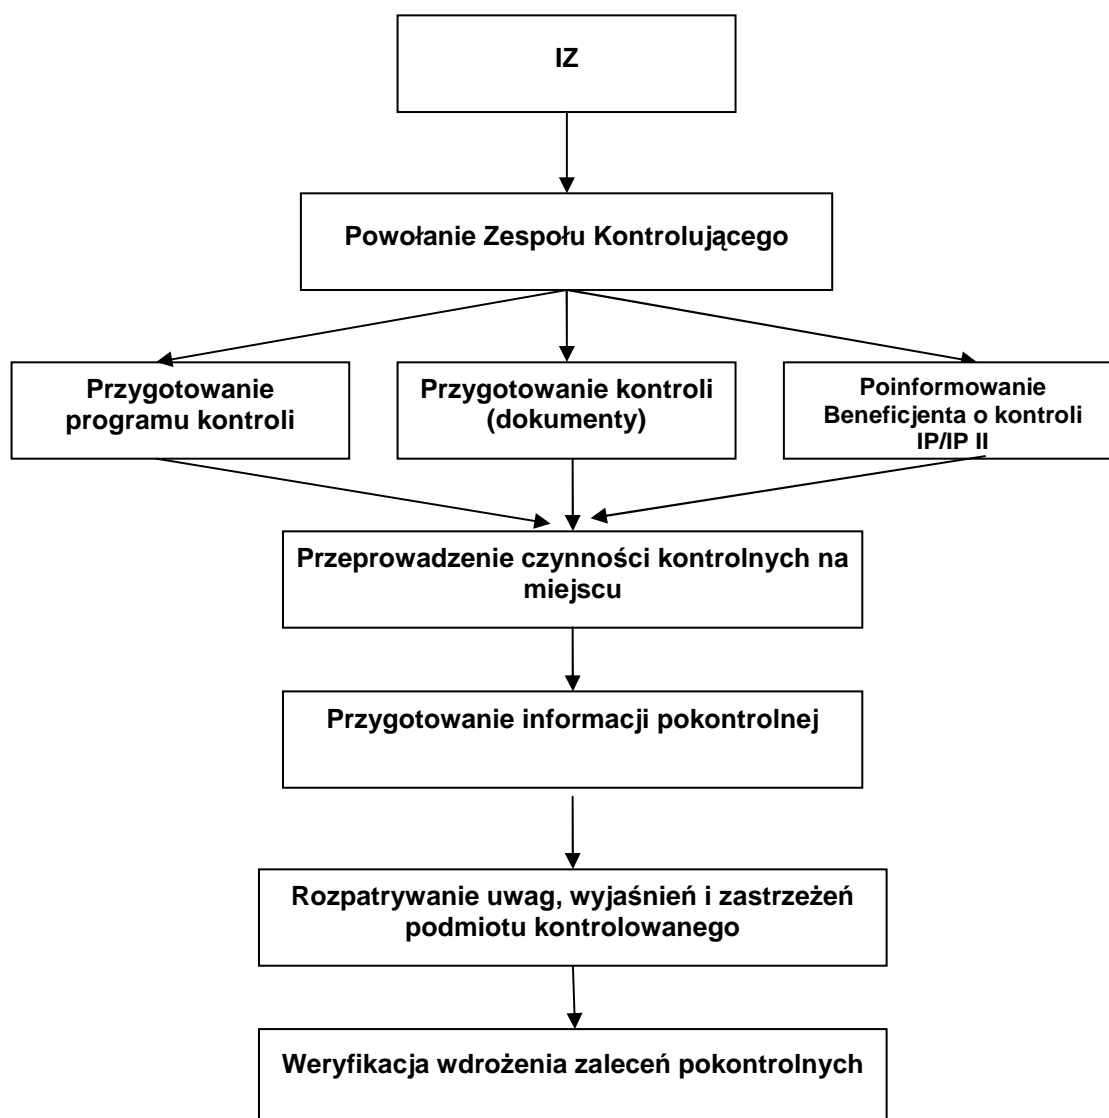 IZ
Powołanie Zespołu Kontrolującego
Przygotowanie
programu kontroli
Przygotowanie kontroli
(dokumenty)
Poinformowanie
Beneficjenta o kontroli
IP/IP II
Przeprowadzenie czynności kontrolnych na
miejscu
Przygotowanie informacji pokontrolnej
Rozpatrywanie uwag, wyjaśnień i zastrzeżeń
podmiotu kontrolowanego
Weryfikacja wdrożenia zaleceń pokontrolnych